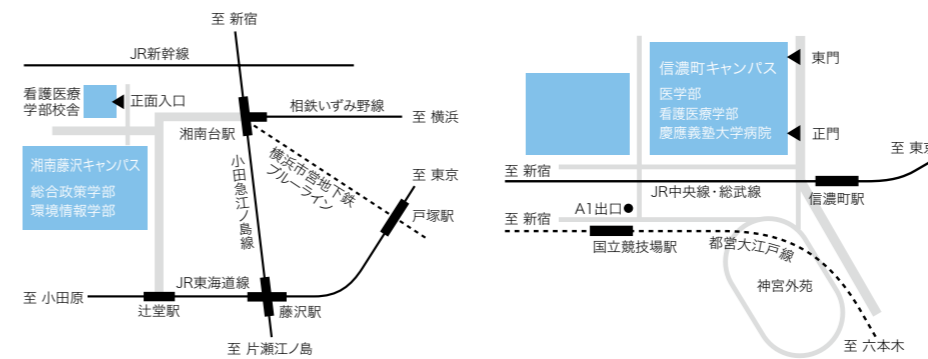 至 新宿
JR新幹線
看護医療
学部校舎
正面入口
相鉄いずみ野線
至 横浜
湘南台駅
湘南藤沢キャンパス
総合政策学部
環境情報学部
横浜市営地下鉄
ブルーライン
小田急江ノ島線
至 東京
戸塚駅
JR東海道線
至 小田原
辻堂駅
藤沢駅
至 片瀬江ノ島
信濃町キャンパス
医学部
看護医療学部
慶應義塾大学病院
東門
正門
至 東京
至 新宿
JR中央線・総武線
信濃町駅
A1出口
至 新宿
国立競技場駅
都営大江戸線
神宮外苑
至 六本木